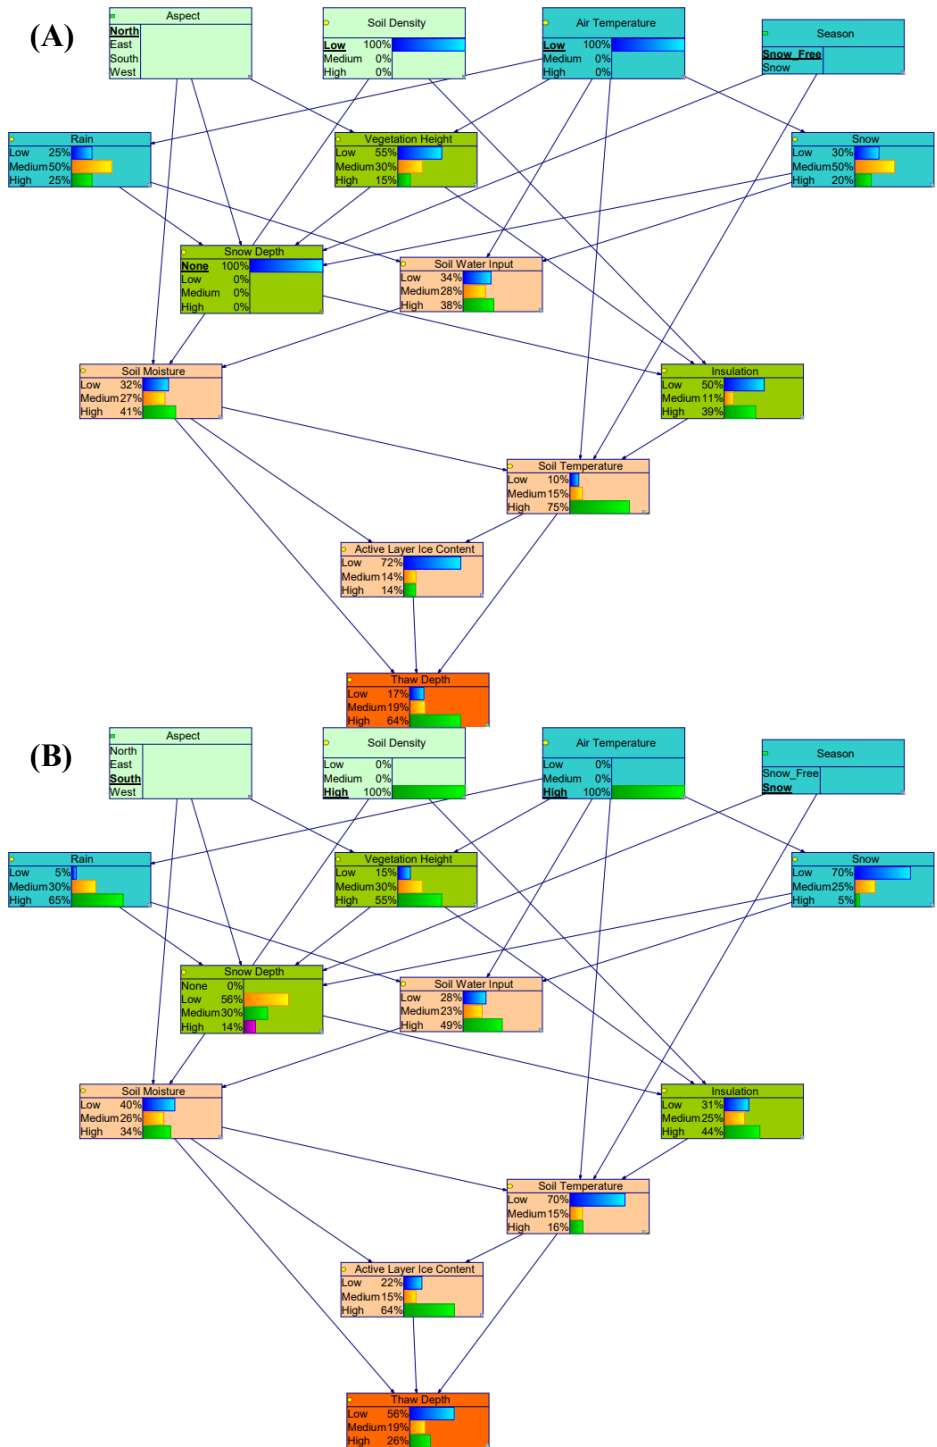 (A)
Aspect
North
East
South
West
Soil Density
Low 100%
Medium 0%
High 0%
Air Temperature
Low 100%
Medium 0%
High 0%
Season
Snow_Free
Snow
Rain
Low 25%
Medium 50%
High 25%
Vegetation Height
Low 55%
Medium 30%
High 15%
Snow
Low 30%
Medium 50%
High 20%
Snow Depth
None 100%
Low 0%
Medium 0%
High 0%
Soil Water Input
Low 34%
Medium 28%
High 38%
Soil Moisture
Low 32%
Medium 27%
High 41%
Insulation
Low 50%
Medium 11%
High 39%
Soil Temperature
Low 10%
Medium 15%
High 75%
Active Layer Ice Content
Low 72%
Medium 14%
High 14%
Thaw Depth
Low 17%
Medium 19%
High 64%
(B)
Aspect
North
East
South
West
Soil Density
Low 0%
Medium 0%
High 100%
Air Temperature
Low 0%
Medium 0%
High 100%
Season
Snow_Free
Snow
Rain
Low 5%
Medium 30%
High 65%
Vegetation Height
Low 15%
Medium 30%
High 55%
Snow
Low 70%
Medium 25%
High 5%
Snow Depth
None 0%
Low 56%
Medium 30%
High 14%
Soil Water Input
Low 28%
Medium 23%
High 49%
Soil Moisture
Low 40%
Medium 26%
High 34%
Insulation
Low 31%
Medium 25%
High 44%
Soil Temperature
Low 70%
Medium 15%
High 16%
Active Layer Ice Content
Low 22%
Medium 15%
High 64%
Thaw Depth
Low 56%
Medium 19%
High 26%